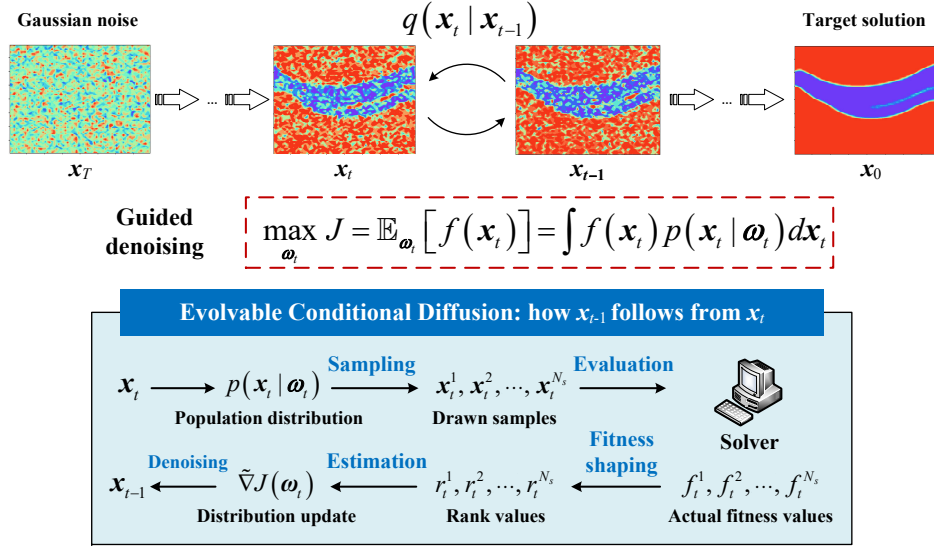 Gaussian noise
q(x_t | x_{t-1})
Target solution
... ...
x_T
x_t
x_{t-1}
x_0
Guided
denoising
max_{ω_t} J = 𝔼_{ω_t}[f(x_t)] = ∫ f(x_t) p(x_t | ω_t) dx_t
Evolvable Conditional Diffusion: how x_{t-1} follows from x_t
Sampling
Evaluation
x_t
p(x_t | ω_t)
x_t^1, x_t^2, ⋯, x_t^{N_s}
Population distribution
Drawn samples
Solver
Denoising
Estimation
Fitness
shaping
x_{t-1}
∇̃J(ω_t)
r_t^1, r_t^2, ⋯, r_t^{N_s}
f_t^1, f_t^2, ⋯, f_t^{N_s}
Distribution update
Rank values
Actual fitness values